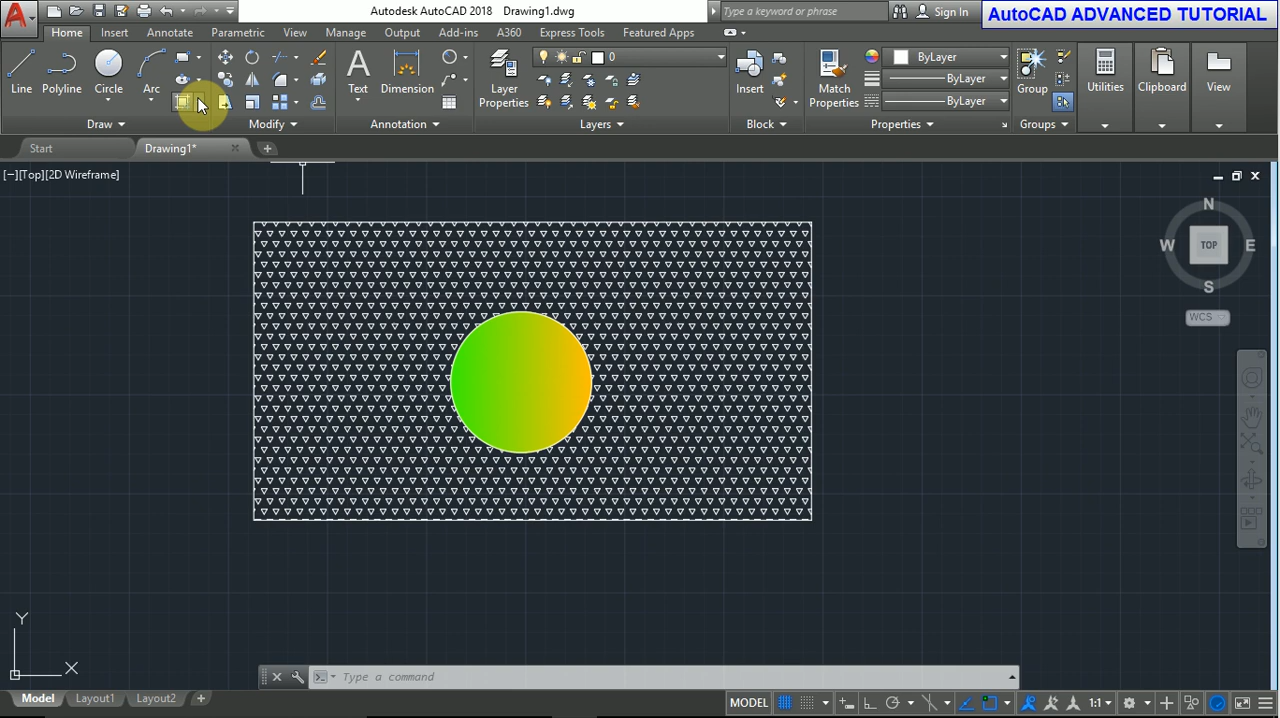 Autodesk AutoCAD 2018 Drawing1.dwg
Type a keyword or phrase
Sign In
AutoCAD ADVANCED TUTORIAL
Home Insert Annotate Parametric View Manage Output Add-ins A360 Express Tools Featured Apps
Line Polyline Circle Arc
Text Dimension
Layer Properties
0
Insert
Match Properties
ByLayer
ByLayer
ByLayer
Group
Utilities
Clipboard
View
Draw Modify Annotation Layers Block Properties Groups
Start Drawing1*
[−][Top][2D Wireframe]
N
W TOP E
S
WCS
Y
X
Type a command
Model Layout1 Layout2
MODEL
1:1